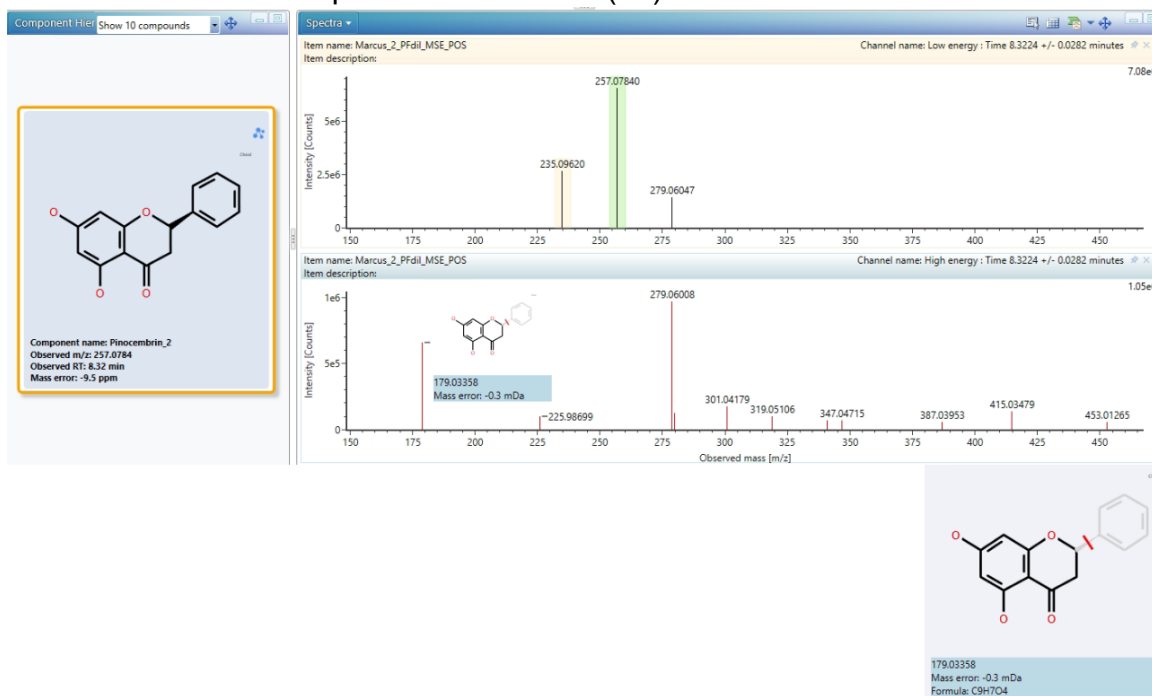 Component Hier Show 10 compounds
Component name: Pinocembrin_2
Observed m/z: 257.0784
Observed RT: 8.32 min
Mass error: -9.5 ppm
Spectra
Item name: Marcus_2_PFdil_MSE_POS
Channel name: Low energy : Time 8.3224 +/- 0.0282 minutes
Item description:
7.08e
Intensity [Counts]
5e6
2.5e6
0
235.09620
257.07840
279.06047
150 175 200 225 250 275 300 325 350 375 400 425 450
Item name: Marcus_2_PFdil_MSE_POS
Channel name: High energy : Time 8.3224 +/- 0.0282 minutes
Item description:
1.05e
Intensity [Counts]
1e6
5e5
0
O
O
O
O
179.03358
Mass error: -0.3 mDa
225.98699
279.06008
301.04179
319.05106
347.04715
387.03953
415.03479
453.01265
150 175 200 225 250 275 300 325 350 375 400 425 450
Observed mass [m/z]
O
O
O
O
O
O
O
O
179.03358
Mass error: -0.3 mDa
Formula: C9H7O4